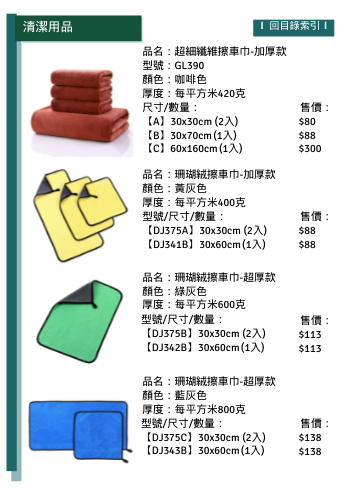 清潔用品
I 回目錄索引 I
品名：超細纖維擦車巾-加厚款
型號：GL390
顏色：咖啡色
厚度：每平方米420克
尺寸/數量： 售價：
【A】30x30cm (2入) $80
【B】30x70cm (1入) $88
【C】60x160cm (1入) $300
品名：珊瑚絨擦車巾-加厚款
顏色：黃灰色
厚度：每平方米400克
型號/尺寸/數量： 售價：
【DJ375A】30x30cm (2入) $88
【DJ341B】30x60cm (1入) $88
品名：珊瑚絨擦車巾-超厚款
顏色：綠灰色
厚度：每平方米600克
型號/尺寸/數量： 售價：
【DJ375B】30x30cm (2入) $113
【DJ342B】30x60cm (1入) $113
品名：珊瑚絨擦車巾-超厚款
顏色：藍灰色
厚度：每平方米800克
型號/尺寸/數量： 售價：
【DJ375C】30x30cm (2入) $138
【DJ343B】30x60cm (1入) $138